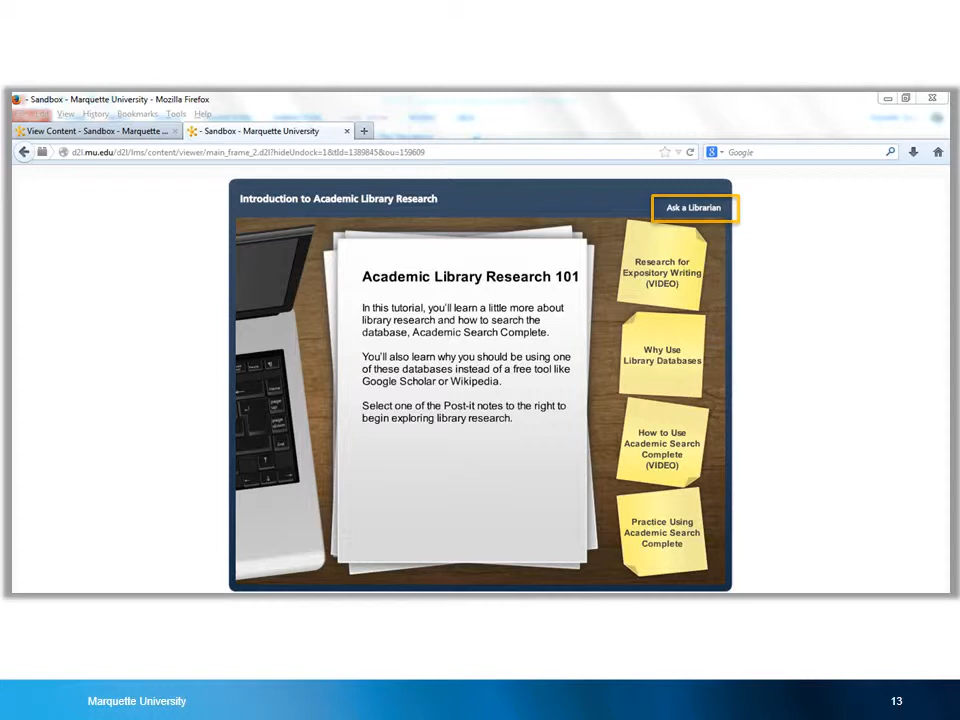 - Sandbox - Marquette University - Mozilla Firefox
View History Bookmarks Tools Help
View Content - Sandbox - Marquette ... × - Sandbox - Marquette University × +
d2l.mu.edu/d2l/lms/content/viewer/main_frame_2.d2l?hideUndock=1&tId=1389845&ou=159609
Google
Introduction to Academic Library Research
Ask a Librarian
Academic Library Research 101
In this tutorial, you'll learn a little more about
library research and how to search the
database, Academic Search Complete.
You'll also learn why you should be using one
of these databases instead of a free tool like
Google Scholar or Wikipedia.
Select one of the Post-it notes to the right to
begin exploring library research.
Research for
Expository Writing
(VIDEO)
Why Use
Library Databases
How to Use
Academic Search
Complete
(VIDEO)
Practice Using
Academic Search
Complete
Marquette University
13